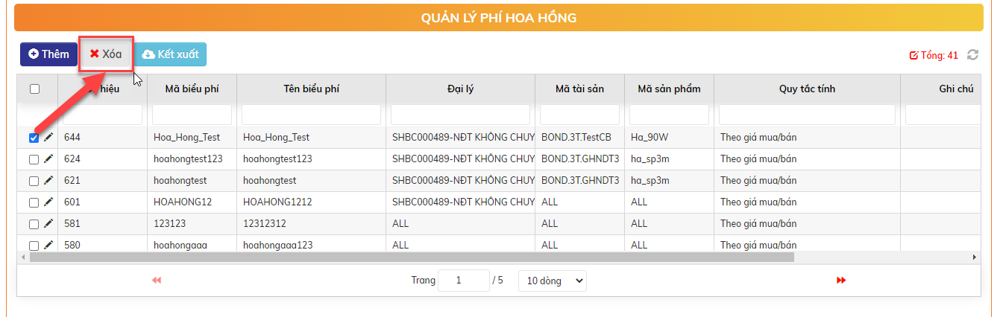 QUẢN LÝ PHÍ HOA HỒNG
Thêm Xóa Kết xuất Tổng: 41
hiệu Mã biểu phí Tên biểu phí Đại lý Mã tài sản Mã sản phẩm Quy tắc tính Ghi chú
644 Hoa_Hong_Test Hoa_Hong_Test SHBC000489-NĐT KHÔNG CHUY BOND.3T.TestCB Ha_90W Theo giá mua/bán
624 hoahongtest123 hoahongtest123 SHBC000489-NĐT KHÔNG CHUY BOND.3T.GHNDT3 ha_sp3m Theo giá mua/bán
621 hoahongtest hoahongtest SHBC000489-NĐT KHÔNG CHUY BOND.3T.GHNDT3 ha_sp3m Theo giá mua/bán
601 HOAHONG12 HOAHONG1212 SHBC000489-NĐT KHÔNG CHUY ALL ALL Theo giá mua/bán
581 123123 12312312 ALL ALL ALL Theo giá mua/bán
580 hoahongaaa hoahongaaa123 ALL ALL ALL Theo giá mua/bán
Trang 1 / 5 10 dòng